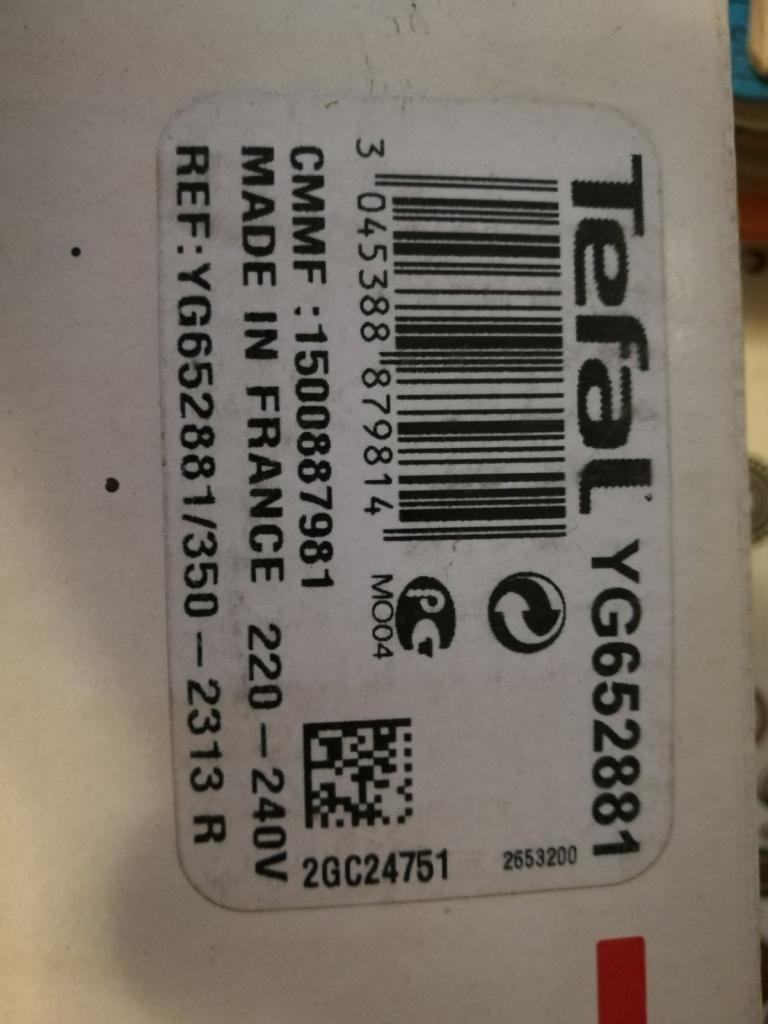 Tefal YG652881
3 045388 879814
PG
MO04
CMMF :1500887981
MADE IN FRANCE 220-240V
REF:YG652881/350-2313 R
2653200
2GC24751